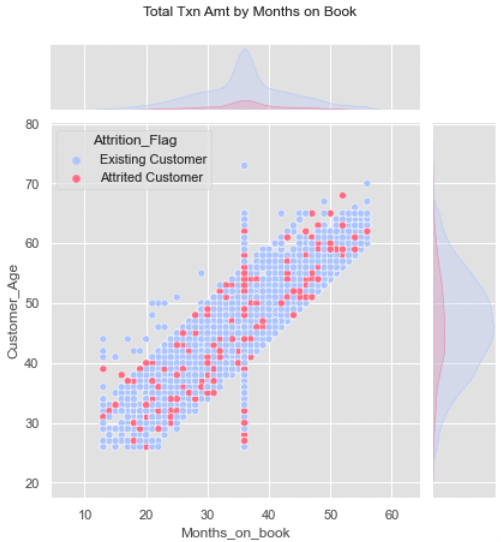 Total Txn Amt by Months on Book
80
70
60
50
40
30
20
Customer_Age
Attrition_Flag
Existing Customer
Attrited Customer
10 20 30 40 50 60
Months_on_book